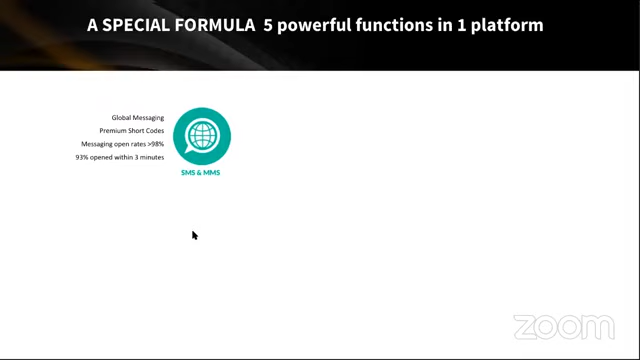 A SPECIAL FORMULA 5 powerful functions in 1 platform
Global Messaging
Premium Short Codes
Messaging open rates >98%
93% opened within 3 minutes
SMS & MMS
zoom